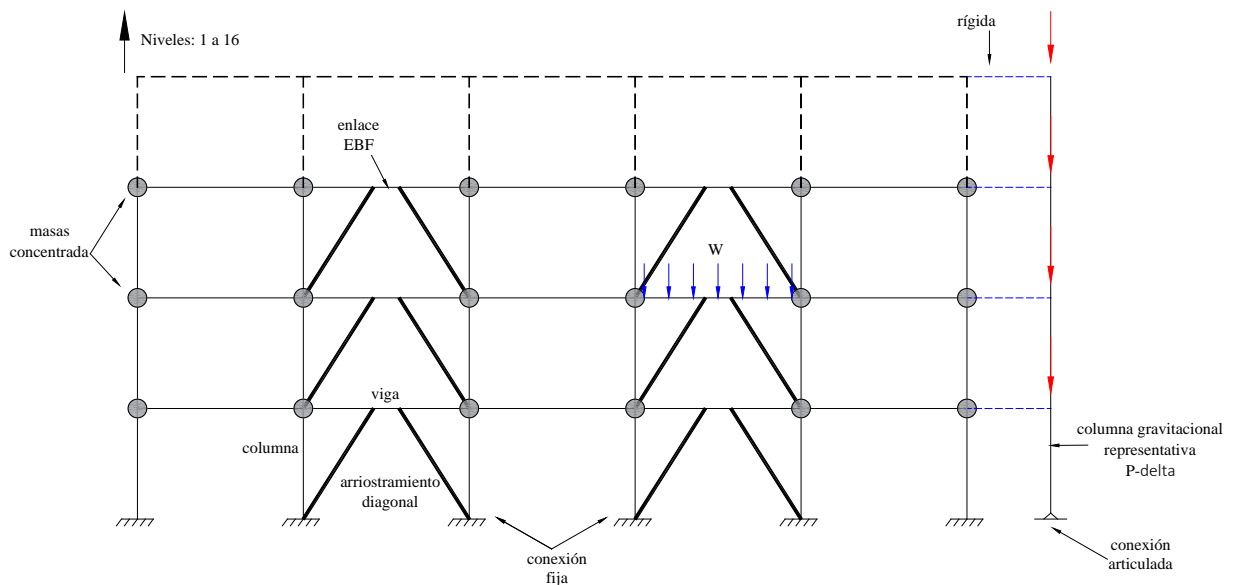 Niveles: 1 a 16
rígida
enlace
EBF
masas
concentrada
W
viga
columna
arriostramiento
diagonal
columna gravitacional
representativa
P-delta
conexión
fija
conexión
articulada